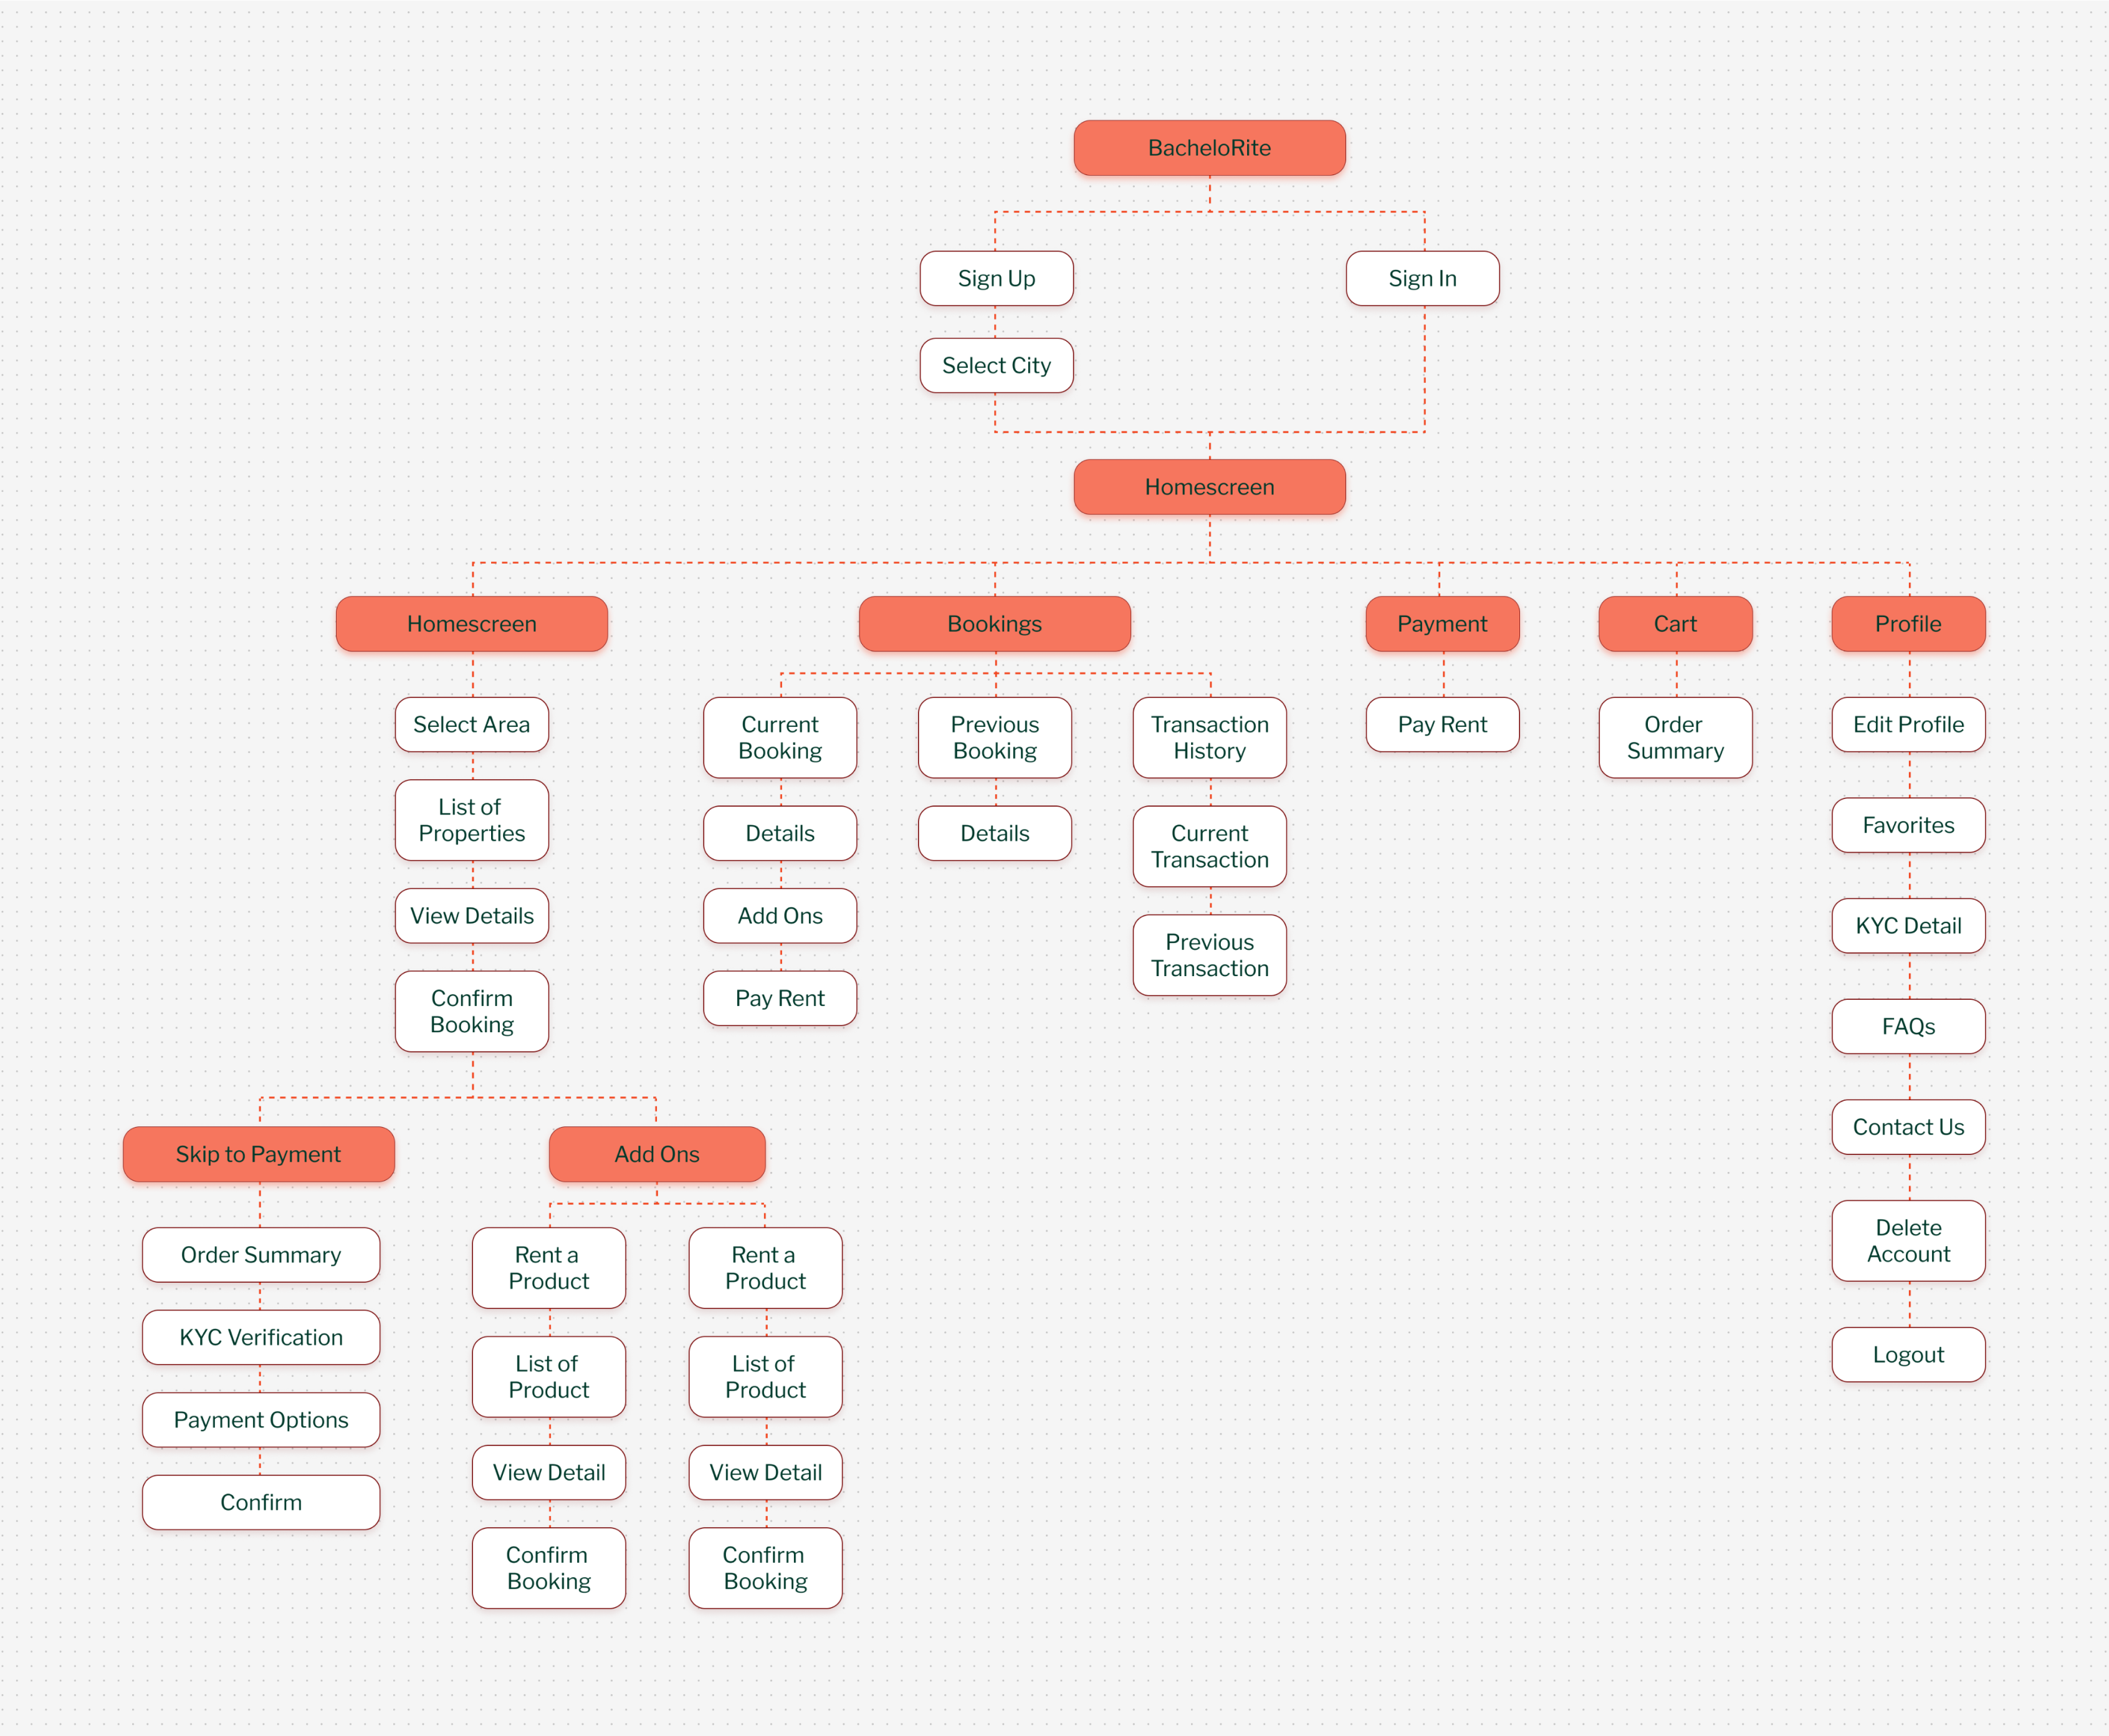 BacheloRite
Sign Up
Sign In
Select City
Homescreen
Homescreen
Bookings
Payment
Cart
Profile
Select Area
List of
Properties
View Details
Confirm
Booking
Current
Booking
Details
Add Ons
Pay Rent
Previous
Booking
Details
Transaction
History
Current
Transaction
Previous
Transaction
Pay Rent
Order
Summary
Edit Profile
Favorites
KYC Detail
FAQs
Contact Us
Delete
Account
Logout
Skip to Payment
Order Summary
KYC Verification
Payment Options
Confirm
Add Ons
Rent a
Product
List of
Product
View Detail
Confirm
Booking
Rent a
Product
List of
Product
View Detail
Confirm
Booking